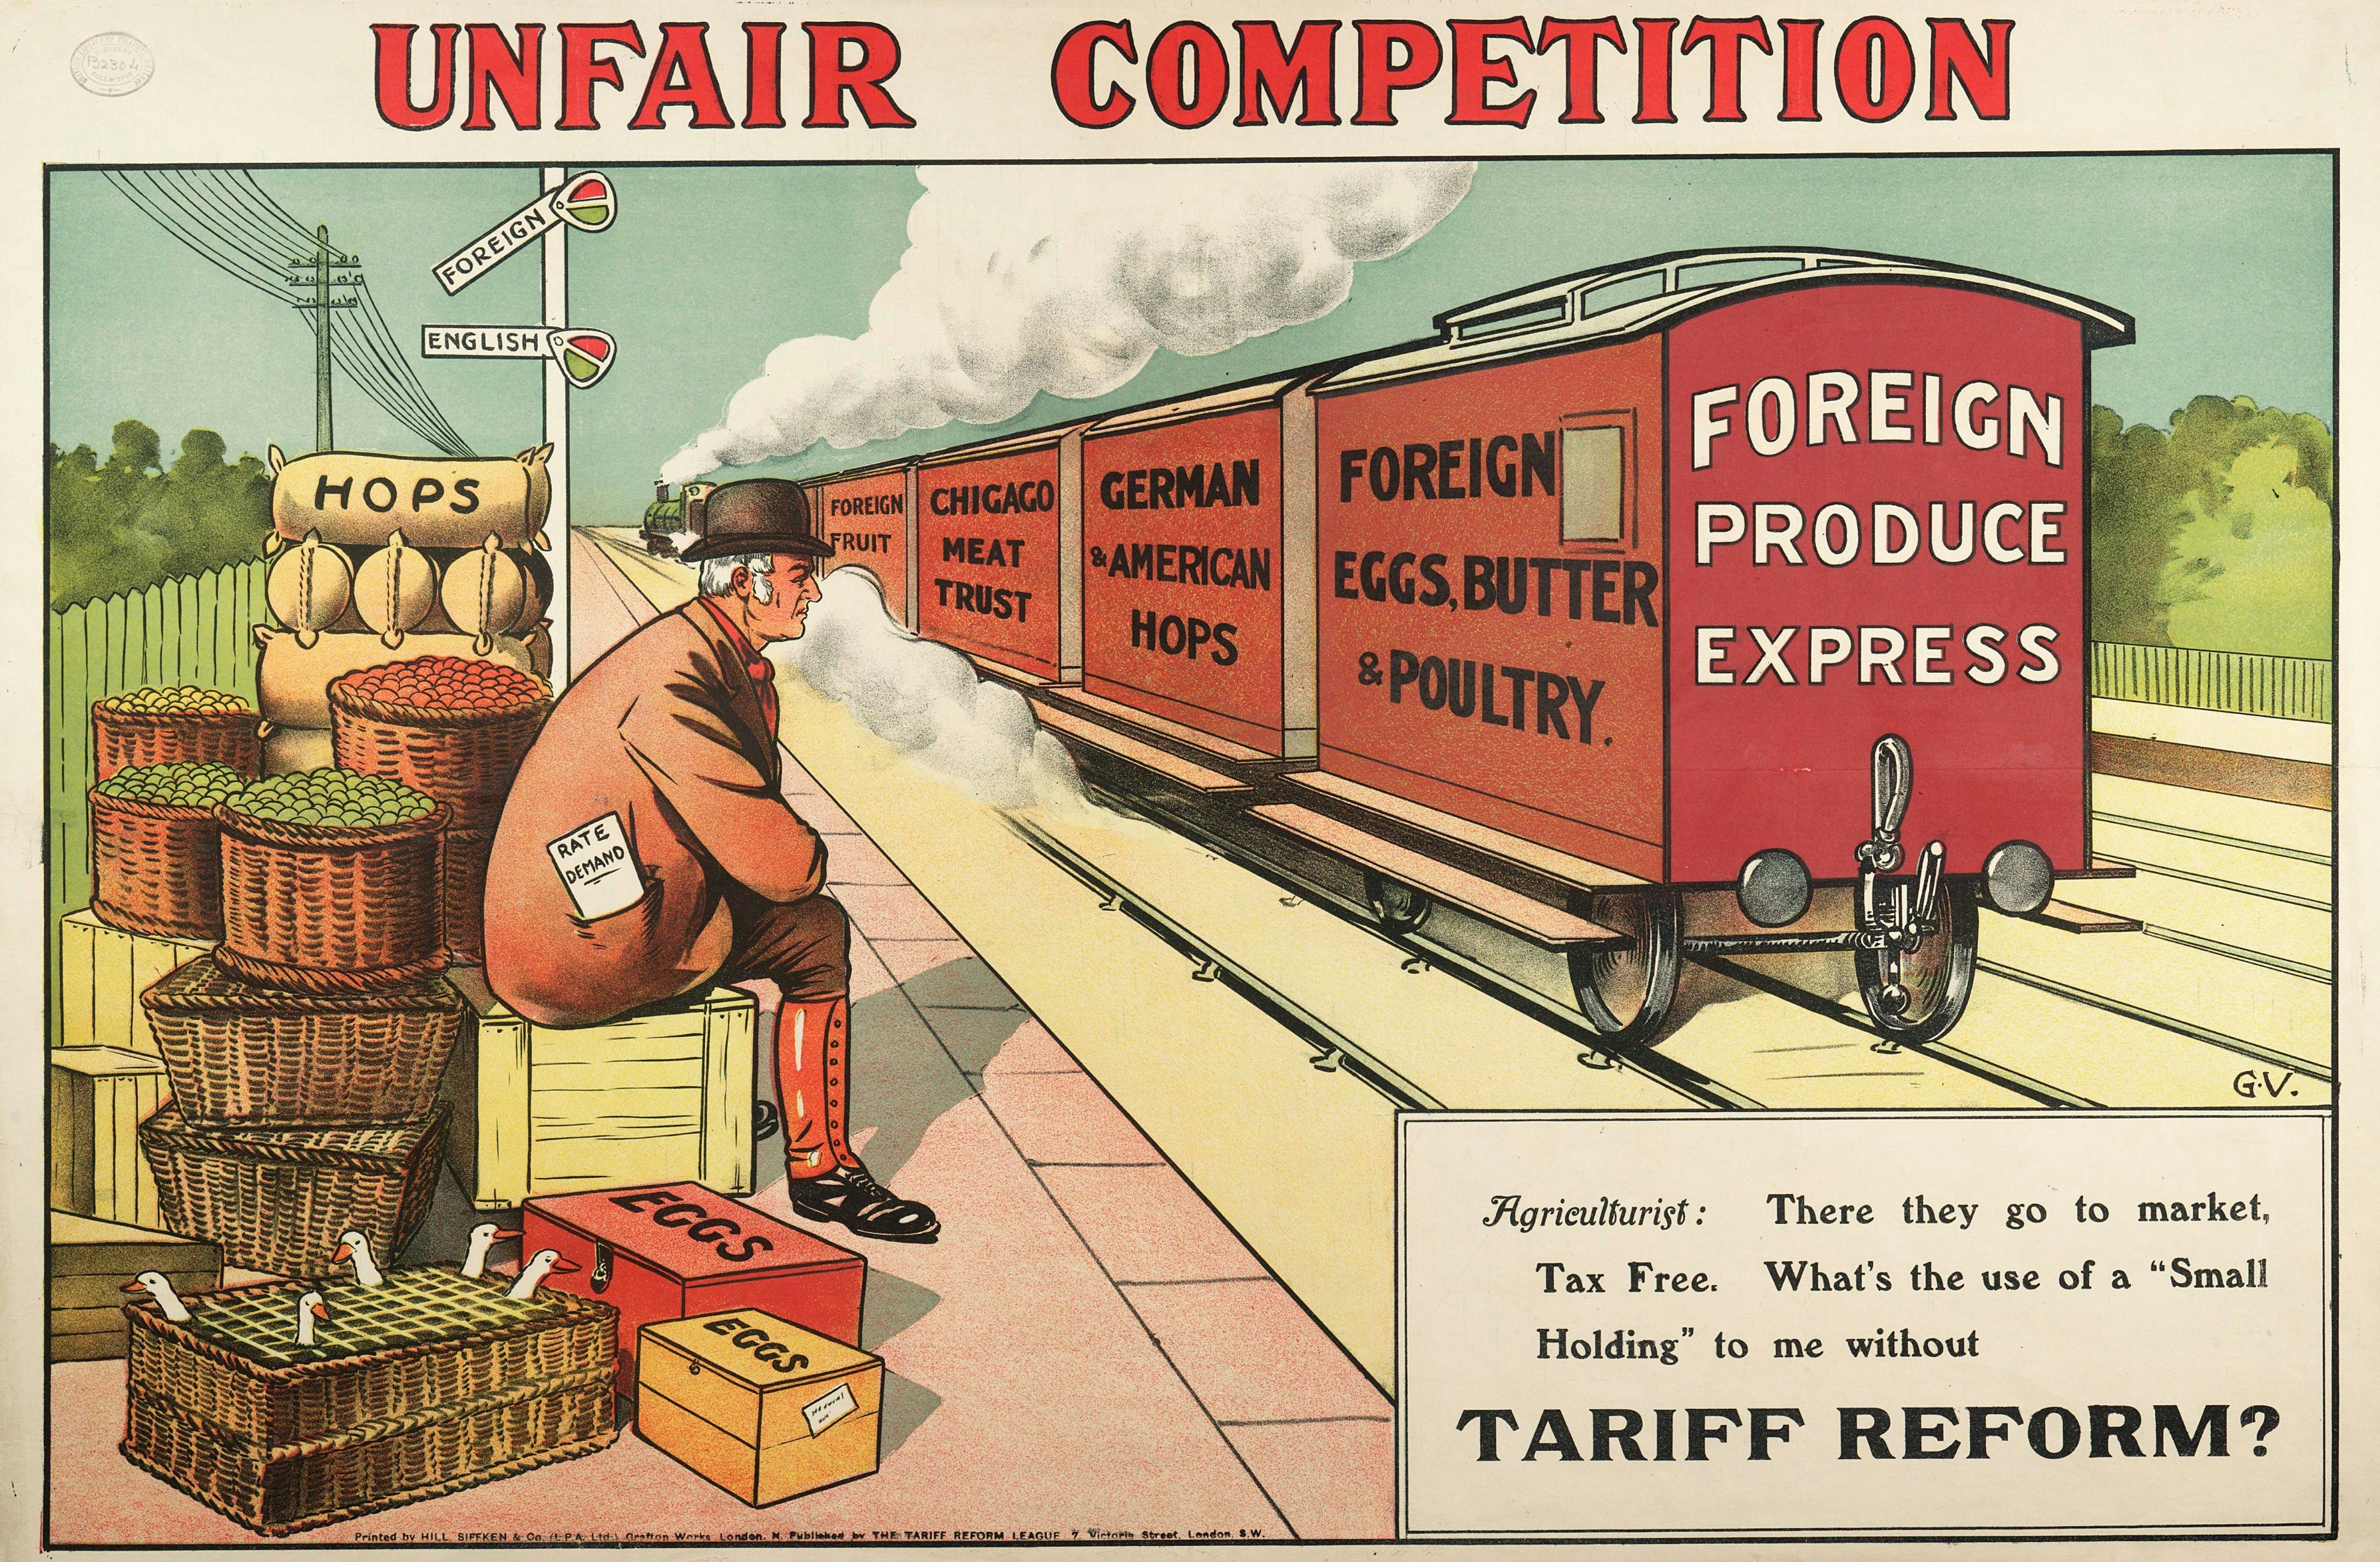 UNFAIR COMPETITION
B2304
FOREIGN
ENGLISH
HOPS
FOREIGN
FRUIT
CHIGAGO
MEAT
TRUST
GERMAN
& AMERICAN
HOPS
FOREIGN
EGGS, BUTTER
& POULTRY.
FOREIGN
PRODUCE
EXPRESS
RATE
DEMAND
EGGS
EGGS
G.V.
Agriculturist: There they go to market,
Tax Free. What's the use of a "Small
Holding" to me without
TARIFF REFORM?
Printed by HILL, SIFFKEN & Co. (L.P.A. Ltd.) Grafton Works London. N. Published by THE TARIFF REFORM LEAGUE 7 Victoria Street, London, S.W.